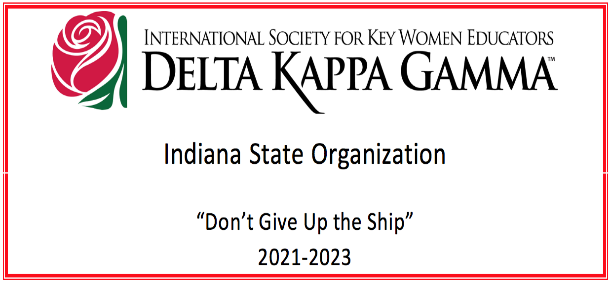 INTERNATIONAL SOCIETY FOR KEY WOMEN EDUCATORS
DELTA KAPPA GAMMA™
Indiana State Organization
“Don’t Give Up the Ship”
2021-2023